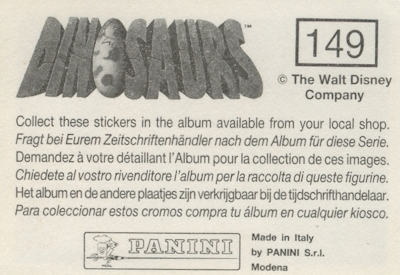 DINOSAURS™
149
© The Walt Disney
Company
Collect these stickers in the album available from your local shop.
Fragt bei Eurem Zeitschriftenhändler nach dem Album für diese Serie.
Demandez à votre détaillant l'Album pour la collection de ces images.
Chiedete al vostro rivenditore l'album per la raccolta di queste figurine.
Het album en de andere plaatjes zijn verkrijgbaar bij de tijdschrifthandelaar.
Para coleccionar estos cromos compra tu álbum en cualquier kiosco.
PANINI
Made in Italy
by PANINI S.r.l.
Modena